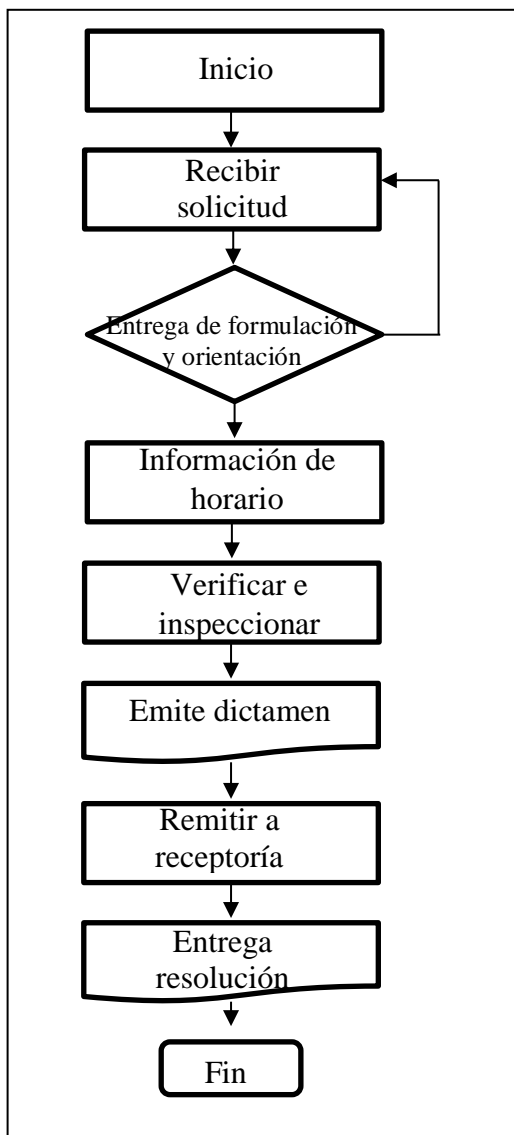 Inicio
Recibir
solicitud
Entrega de formulación
y orientación
Información de
horario
Verificar e
inspeccionar
Emite dictamen
Remitir a
receptoría
Entrega
resolución
Fin